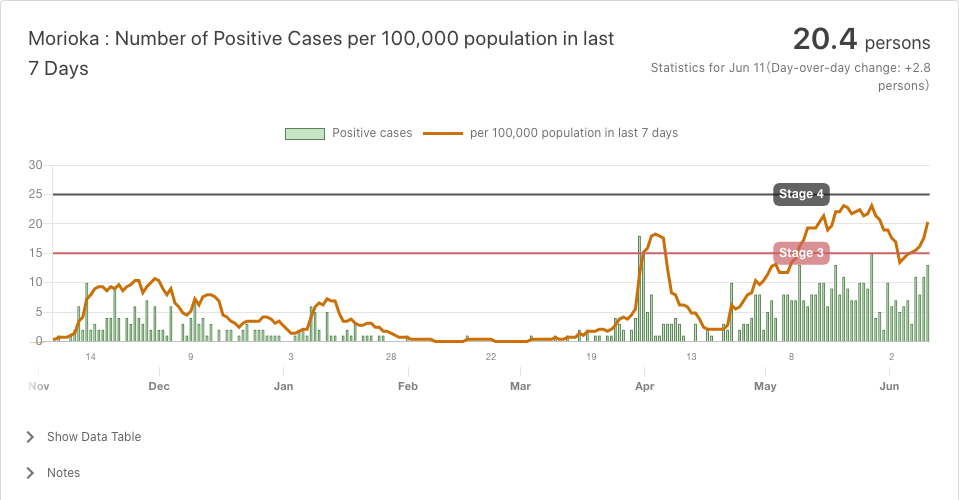 Morioka : Number of Positive Cases per 100,000 population in last
7 Days
20.4 persons
Statistics for Jun 11(Day-over-day change: +2.8
persons)
Positive cases
per 100,000 population in last 7 days
30
25
20
15
10
5
0
Stage 4
Stage 3
14 9 3 28 22 19 13 8 2
Nov Dec Jan Feb Mar Apr May Jun
Show Data Table
Notes